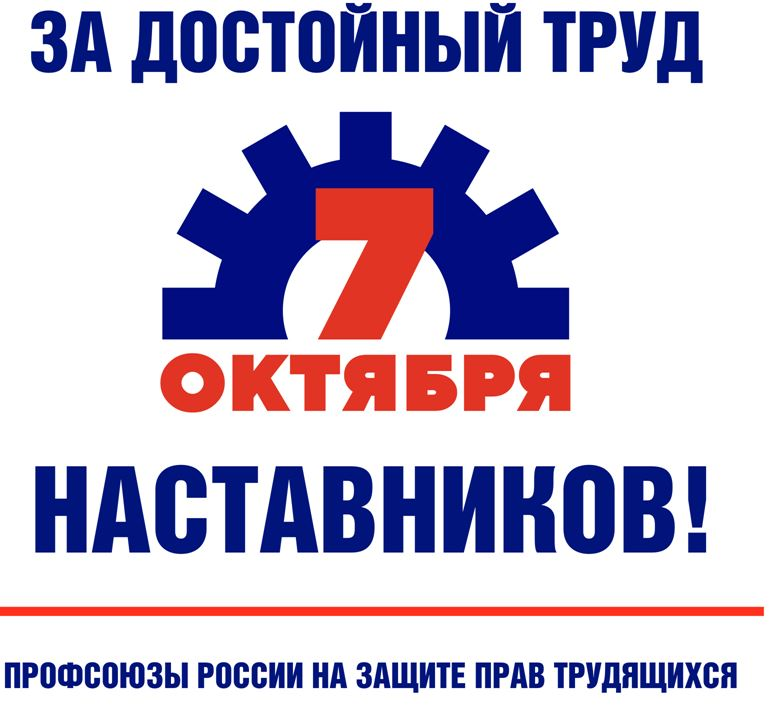 ЗА ДОСТОЙНЫЙ ТРУД
7
ОКТЯБРЯ
НАСТАВНИКОВ!
ПРОФСОЮЗЫ РОССИИ НА ЗАЩИТЕ ПРАВ ТРУДЯЩИХСЯ